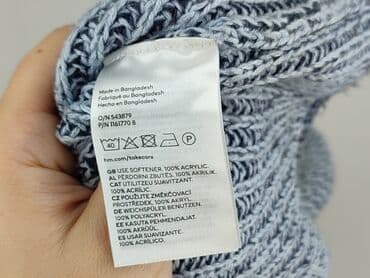 Made in Bangladesh
Fabriqué au Bangladesh
Hecho en Bangladesh
O/N 543879
P/N 1161770 8
40
P
hm.com/takecare
GB USE SOFTENER. 100% ACRYLIC.
AL PËRDORNI ZBUTËS. 100% AKRILIK.
CAT UTILITZEU SUAVITZANT.
100% ACRÍLIC.
CZ POUŽIJTE ZMĚKČOVACÍ
PROSTŘEDEK. 100% AKRYL.
DE WEICHSPÜLER BENUTZEN.
100% POLYACRYL.
EE KASUTA PEHMENDAJAT.
100% AKRÜÜL.
ES USAR SUAVIZANTE.
100% ACRÍLICO.